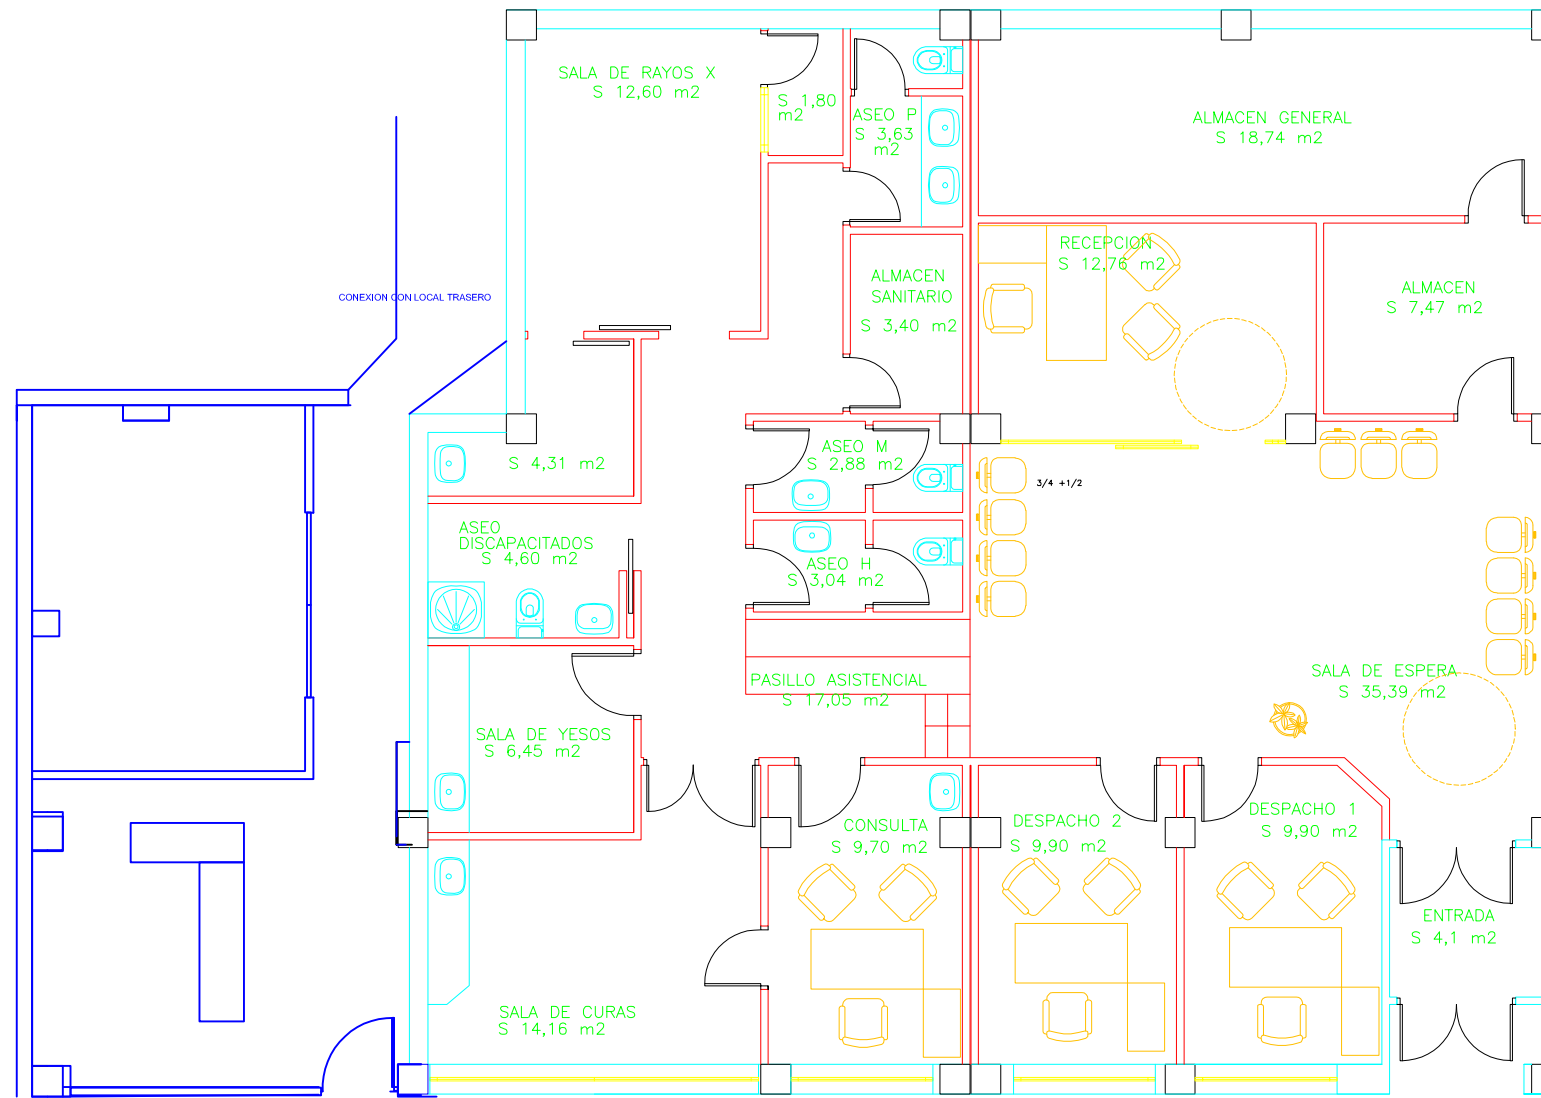 SALA DE RAYOS X
S 12,60 m2
S 1,80
m2
ASEO P
S 3,63
m2
ALMACEN GENERAL
S 18,74 m2
RECEPCION
S 12,76 m2
ALMACEN
SANITARIO
S 3,40 m2
ALMACEN
S 7,47 m2
CONEXION CON LOCAL TRASERO
S 4,31 m2
ASEO M
S 2,88 m2
3/4 +1/2
ASEO
DISCAPACITADOS
S 4,60 m2
ASEO H
S 3,04 m2
PASILLO ASISTENCIAL
S 17,05 m2
SALA DE ESPERA
S 35,39 m2
SALA DE YESOS
S 6,45 m2
CONSULTA
S 9,70 m2
DESPACHO 2
S 9,90 m2
DESPACHO 1
S 9,90 m2
ENTRADA
S 4,1 m2
SALA DE CURAS
S 14,16 m2